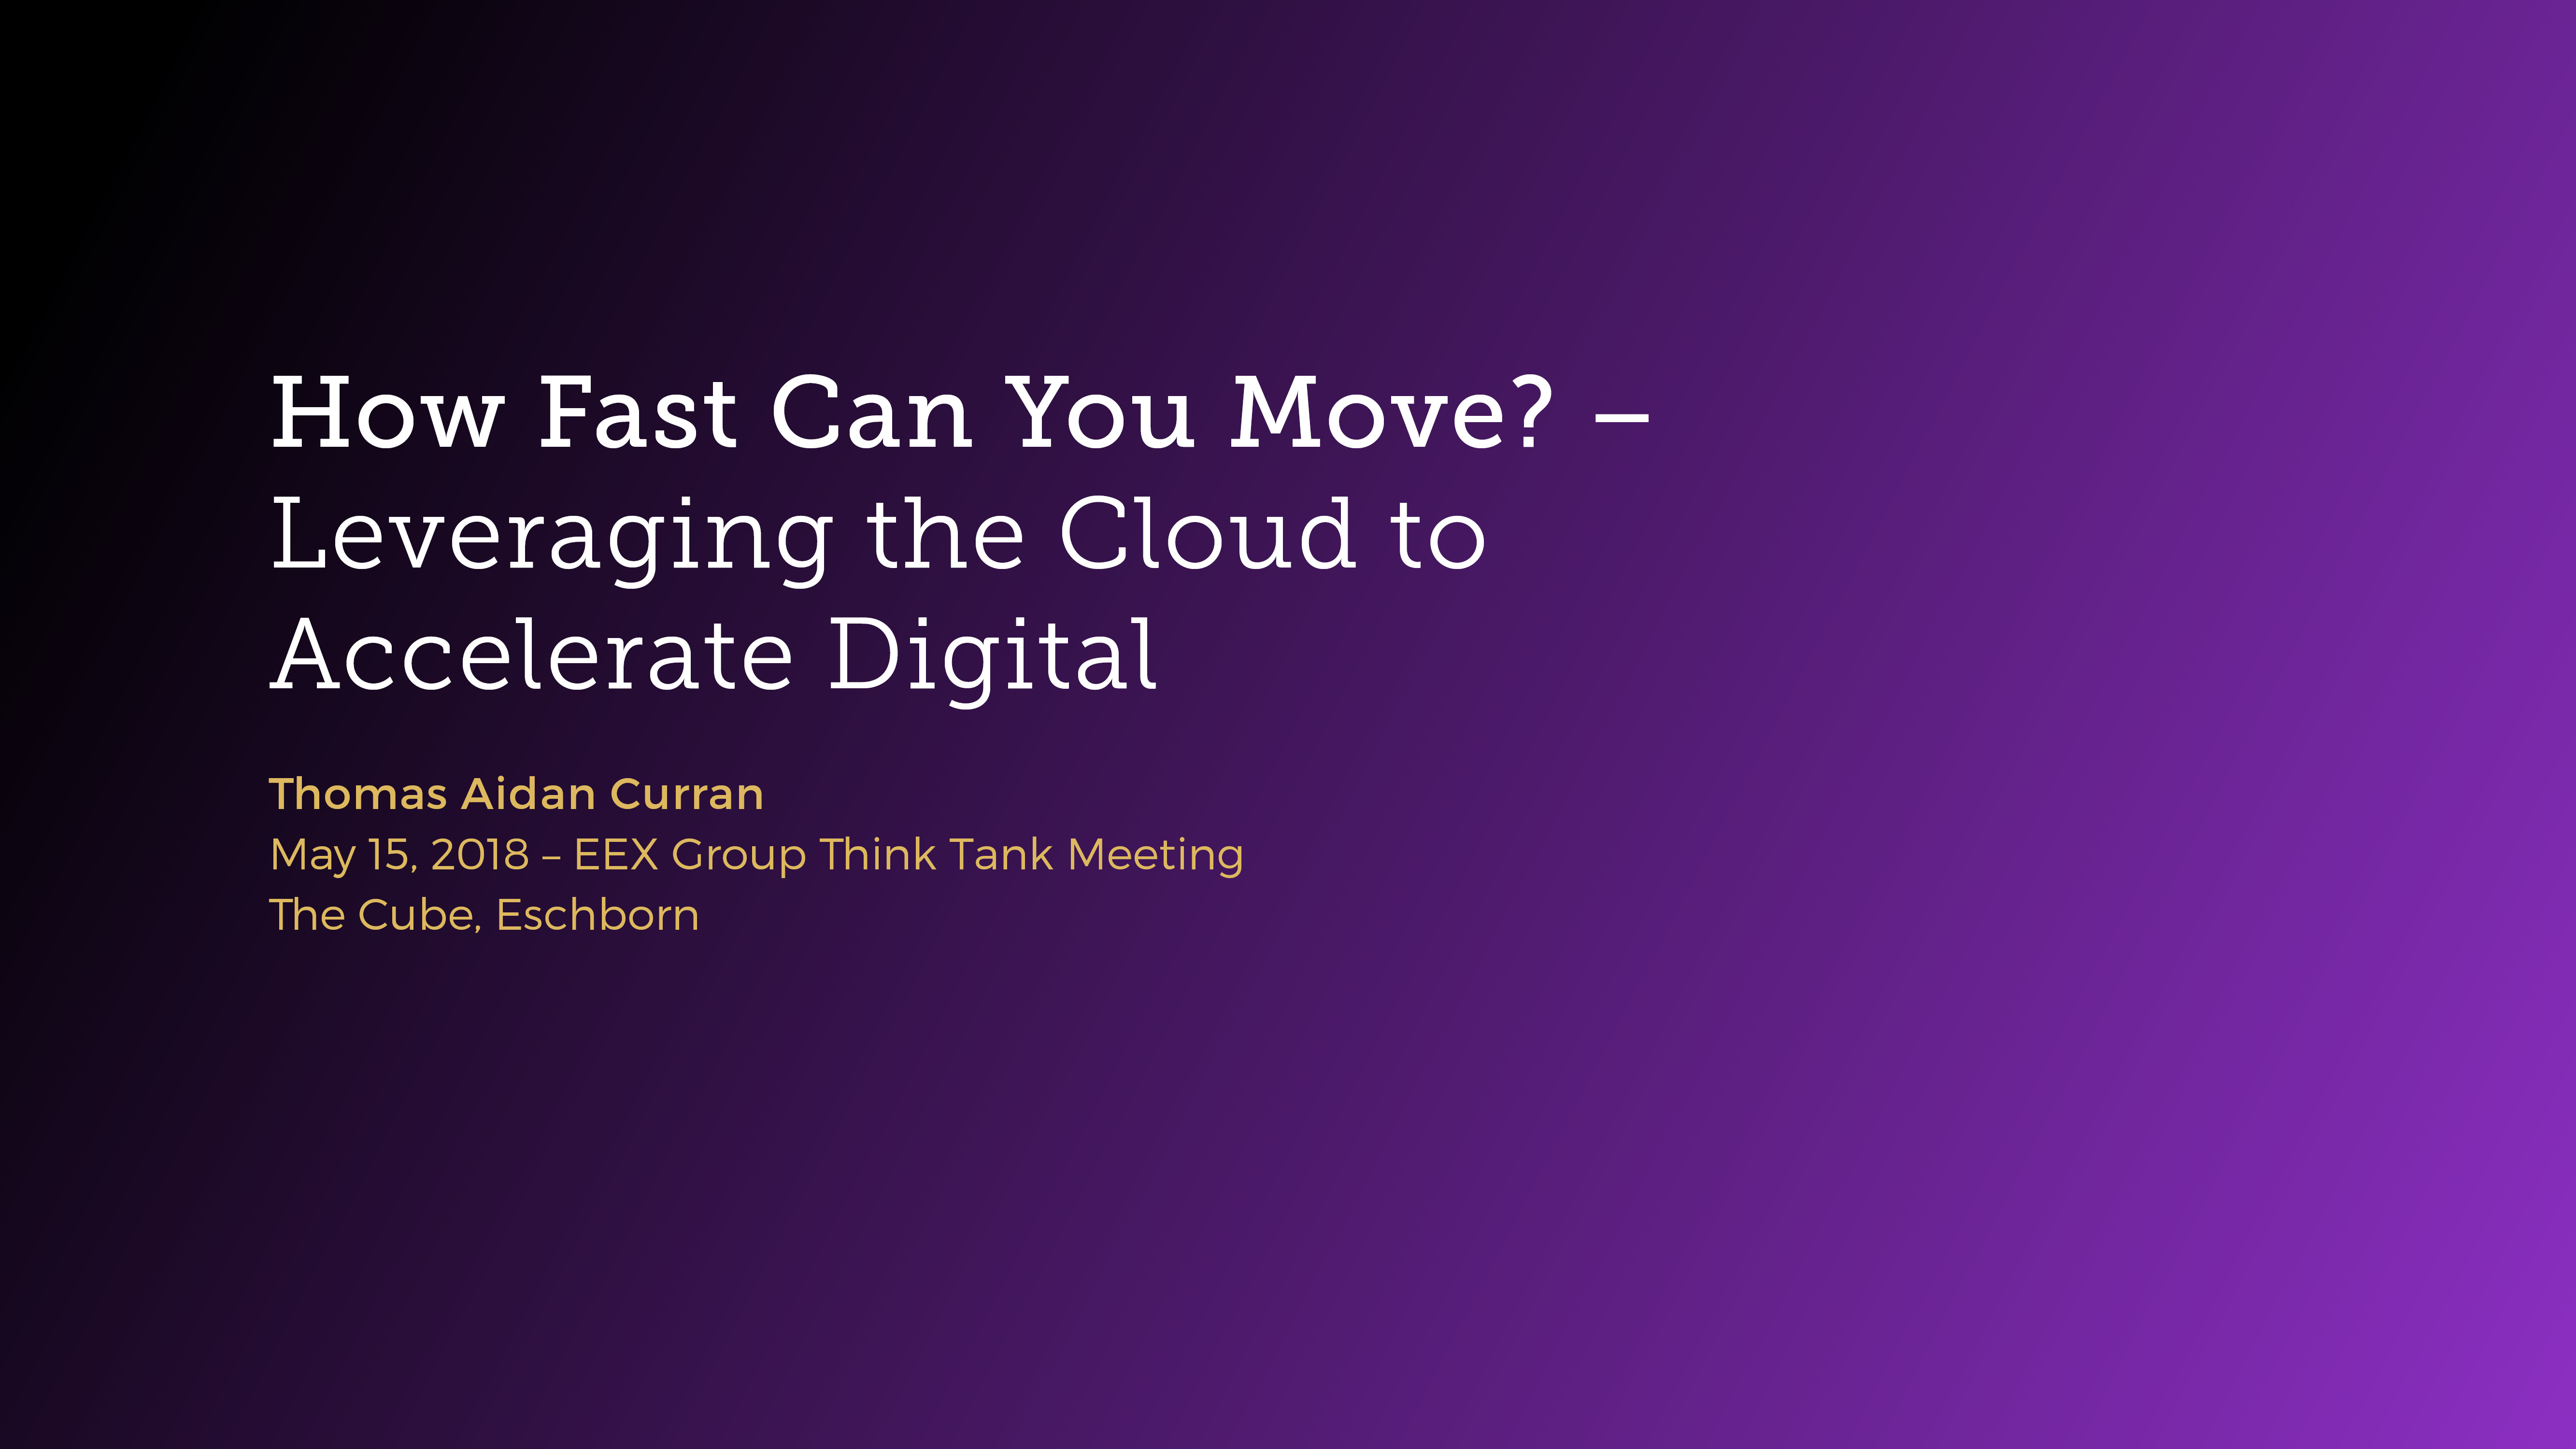 How Fast Can You Move? –
Leveraging the Cloud to
Accelerate Digital
Thomas Aidan Curran
May 15, 2018 – EEX Group Think Tank Meeting
The Cube, Eschborn